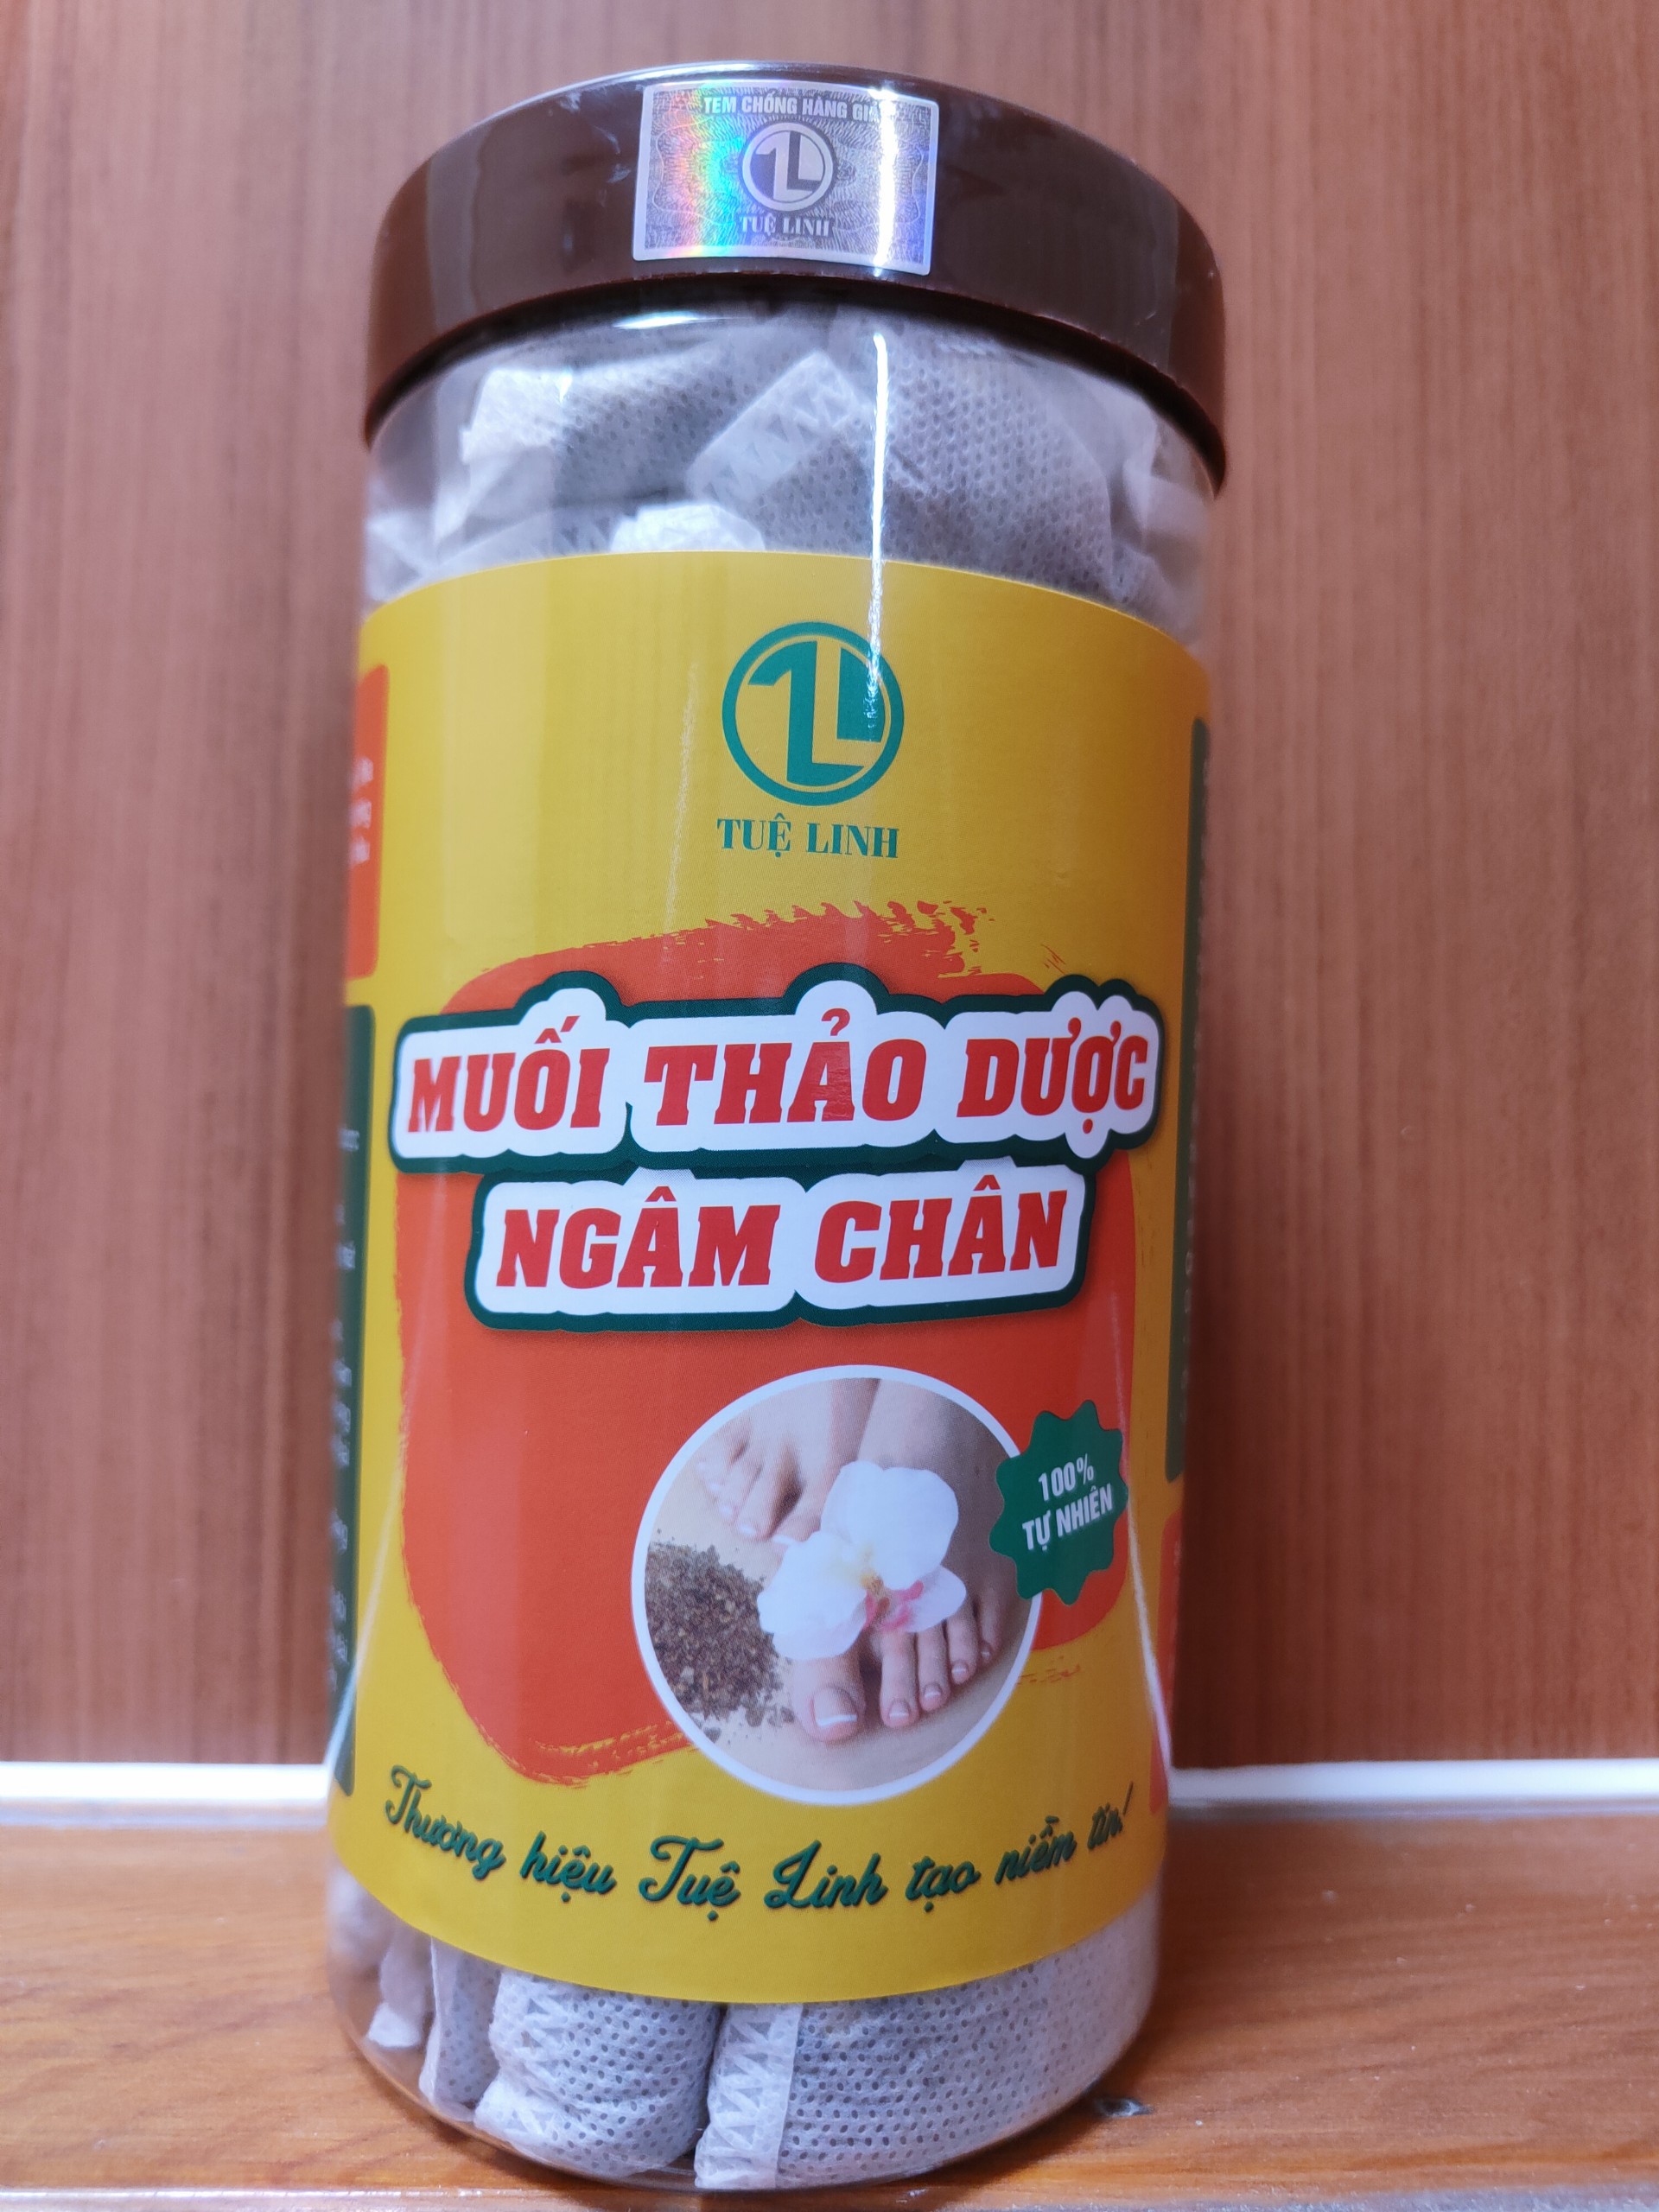 TEM CHỐNG HÀNG
TUỆ LINH
TUỆ LINH
MUỐI THẢO DƯỢC
NGÂM CHÂN
100%
TỰ NHIÊN
Thương hiệu Tuệ Linh tạo niềm tin!